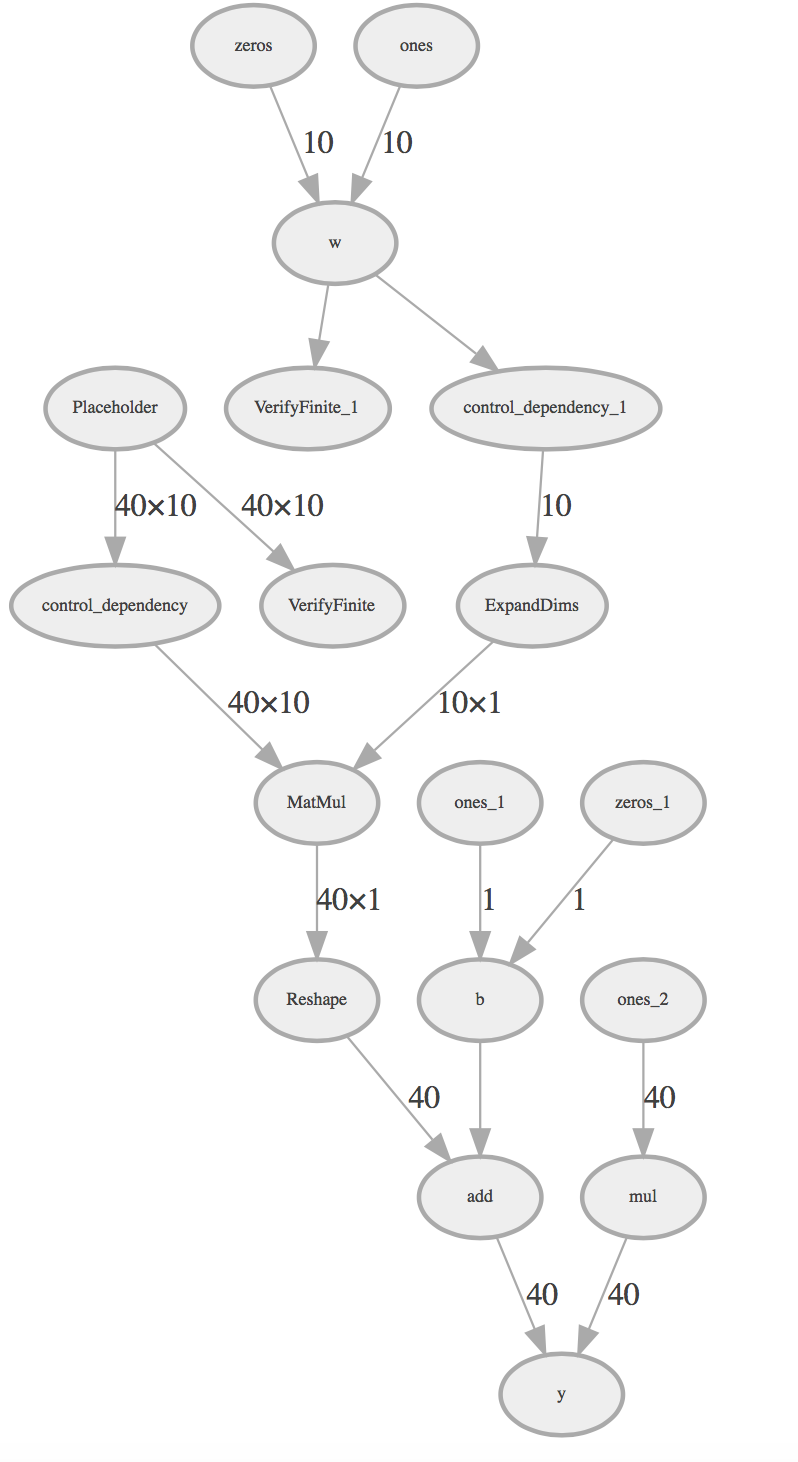 zeros ones
10 10
w
Placeholder VerifyFinite_1 control_dependency_1
40×10 40×10 10
control_dependency VerifyFinite ExpandDims
40×10 10×1
MatMul ones_1 zeros_1
40×1 1 1
Reshape b ones_2
40 40
add mul
40 40
y